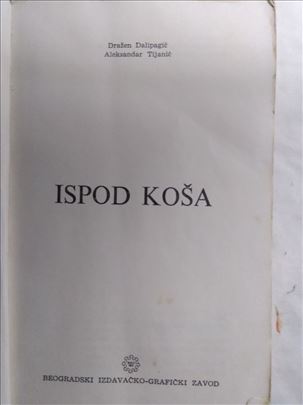 Dražen Dalipagić
Aleksandar Tijanić
ISPOD KOŠA
BEOGRADSKI IZDAVAČKO-GRAFIČKI ZAVOD